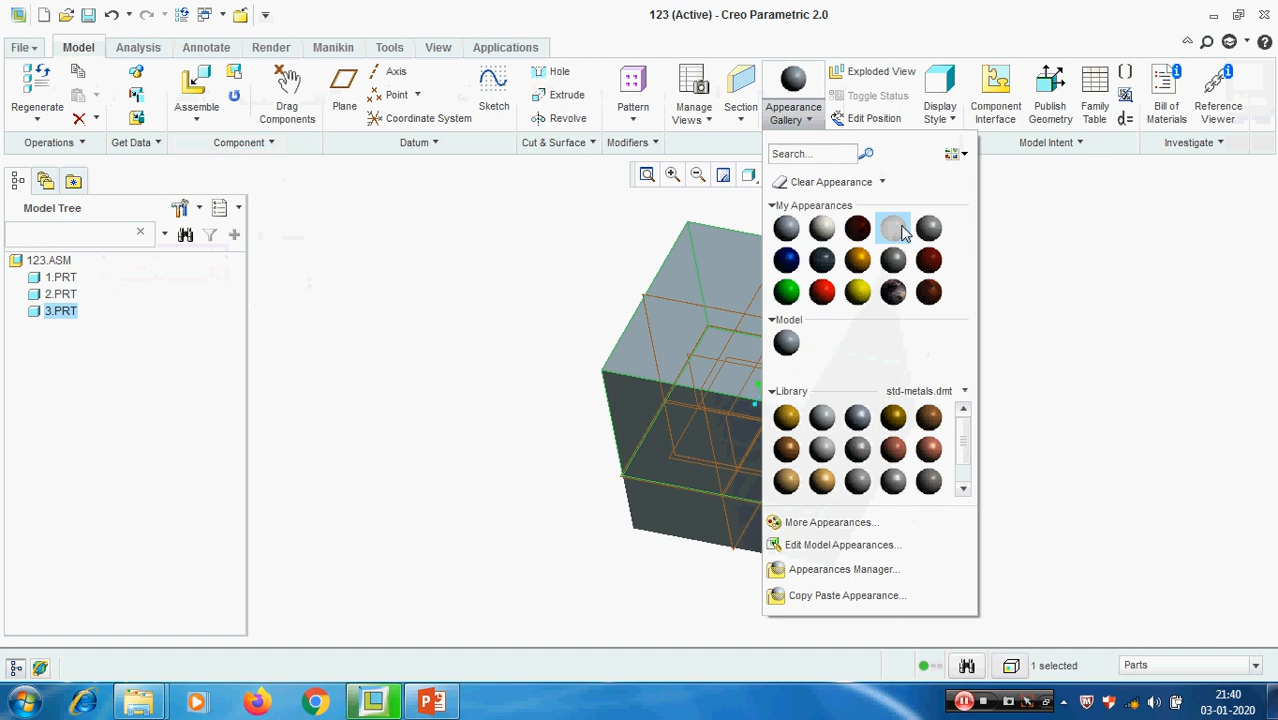 123 (Active) - Creo Parametric 2.0
File
Model
Analysis
Annotate
Render
Manikin
Tools
View
Applications
Regenerate
Assemble
Drag
Components
Plane
Axis
Point
Coordinate System
Sketch
Hole
Extrude
Revolve
Pattern
Manage
Views
Section
Appearance
Gallery
Exploded View
Toggle Status
Edit Position
Display
Style
Component
Interface
Publish
Geometry
Family
Table
d=
Bill of
Materials
Reference
Viewer
Operations
Get Data
Component
Datum
Cut & Surface
Modifiers
Model Intent
Investigate
Search...
Clear Appearance
My Appearances
Model
Library
std-metals.dmt
More Appearances...
Edit Model Appearances...
Appearances Manager...
Copy Paste Appearance...
Model Tree
123.ASM
1.PRT
2.PRT
3.PRT
1 selected
Parts
21:40
03-01-2020